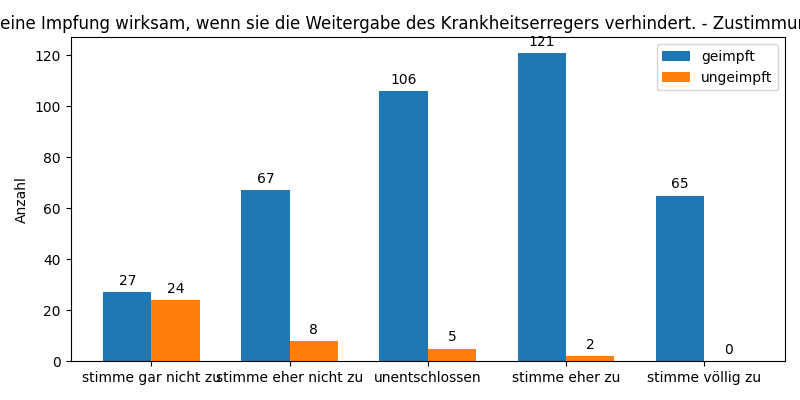 eine Impfung wirksam, wenn sie die Weitergabe des Krankheitserregers verhindert. - Zustimmu
121
120
geimpft
ungeimpft
106
100
80
67
65
60
Anzahl
40
27
24
20
8
5
2
0
0
stimme gar nicht zu
stimme eher nicht zu
unentschlossen
stimme eher zu
stimme völlig zu